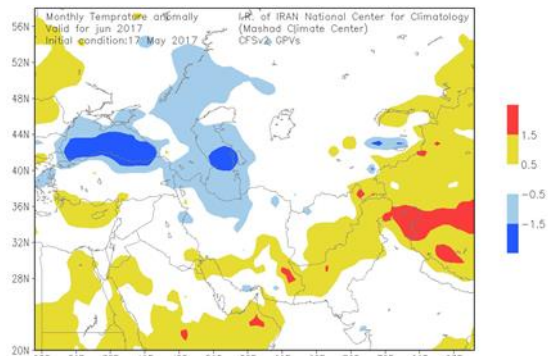 Monthly Temprature anomally
Valid for jun 2017
Initial condition:17 May 2017
I.R. of IRAN National Center for Climatology
(Mashad Climate Center)
CFSv2 GPVs
56N
52N
48N
44N
40N
36N
32N
28N
24N
20N
1.5
0.5
-0.5
-1.5